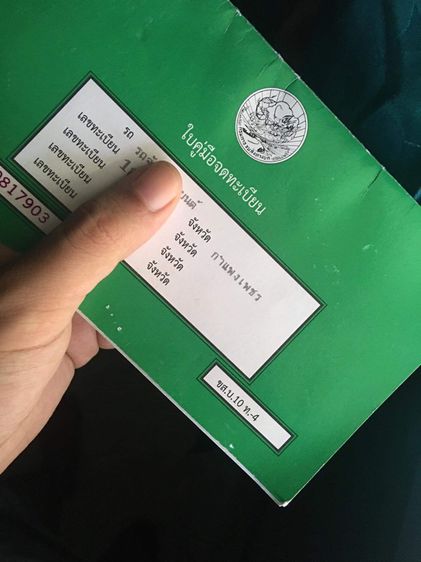 ใบคู่มือจดทะเบียน
รถ
เลขทะเบียน จังหวัด กำแพงเพชร
เลขทะเบียน จังหวัด
เลขทะเบียน จังหวัด
เลขทะเบียน จังหวัด
817903
ขส.บ.10 ท.-4